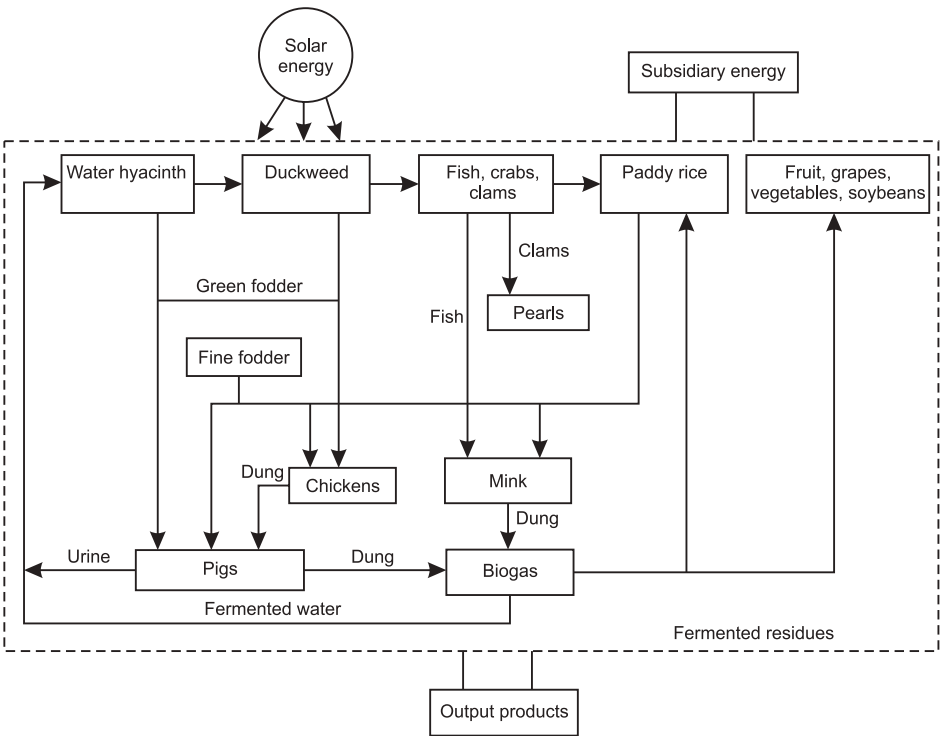 Solar
energy
Subsidiary energy
Water hyacinth
Duckweed
Fish, crabs,
clams
Paddy rice
Fruit, grapes,
vegetables, soybeans
Clams
Green fodder
Fish
Pearls
Fine fodder
Dung
Chickens
Mink
Dung
Urine
Pigs
Dung
Biogas
Fermented water
Fermented residues
Output products